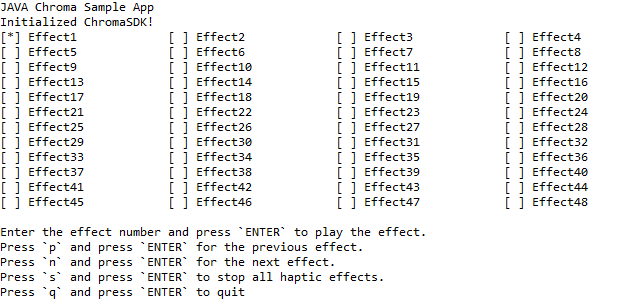 JAVA Chroma Sample App
Initialized ChromaSDK!
[*] Effect1 [ ] Effect2 [ ] Effect3 [ ] Effect4
[ ] Effect5 [ ] Effect6 [ ] Effect7 [ ] Effect8
[ ] Effect9 [ ] Effect10 [ ] Effect11 [ ] Effect12
[ ] Effect13 [ ] Effect14 [ ] Effect15 [ ] Effect16
[ ] Effect17 [ ] Effect18 [ ] Effect19 [ ] Effect20
[ ] Effect21 [ ] Effect22 [ ] Effect23 [ ] Effect24
[ ] Effect25 [ ] Effect26 [ ] Effect27 [ ] Effect28
[ ] Effect29 [ ] Effect30 [ ] Effect31 [ ] Effect32
[ ] Effect33 [ ] Effect34 [ ] Effect35 [ ] Effect36
[ ] Effect37 [ ] Effect38 [ ] Effect39 [ ] Effect40
[ ] Effect41 [ ] Effect42 [ ] Effect43 [ ] Effect44
[ ] Effect45 [ ] Effect46 [ ] Effect47 [ ] Effect48
Enter the effect number and press `ENTER` to play the effect.
Press `p` and press `ENTER` for the previous effect.
Press `n` and press `ENTER` for the next effect.
Press `s` and press `ENTER` to stop all haptic effects.
Press `q` and press `ENTER` to quit